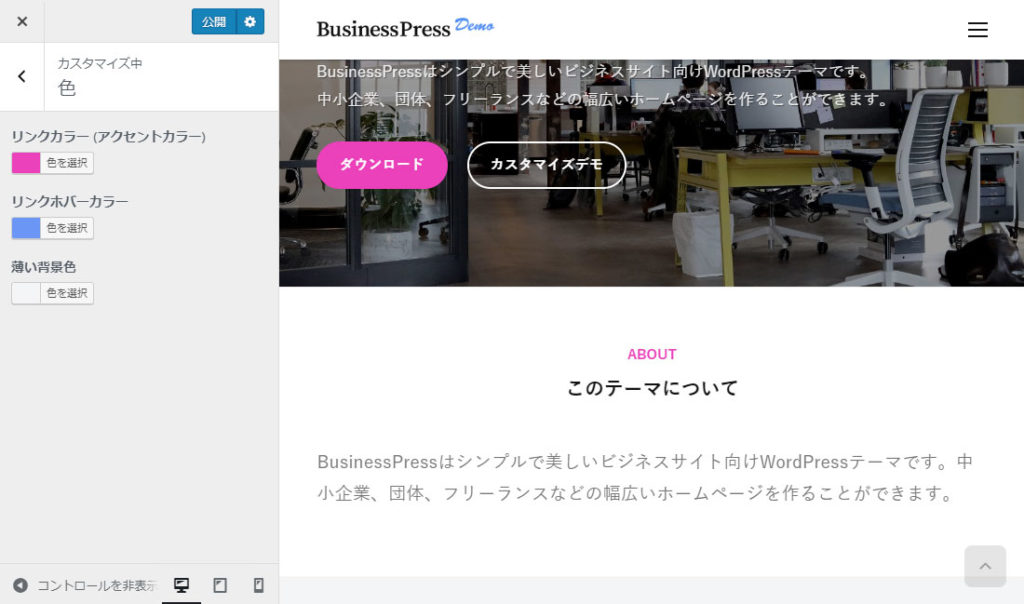 公開
カスタマイズ中
色
リンクカラー (アクセントカラー)
色を選択
リンクホバーカラー
色を選択
薄い背景色
色を選択
コントロールを非表示
BusinessPress Demo
BusinessPressはシンプルで美しいビジネスサイト向けWordPressテーマです。
中小企業、団体、フリーランスなどの幅広いホームページを作ることができます。
ダウンロード
カスタマイズデモ
ABOUT
このテーマについて
BusinessPressはシンプルで美しいビジネスサイト向けWordPressテーマです。中
小企業、団体、フリーランスなどの幅広いホームページを作ることができます。